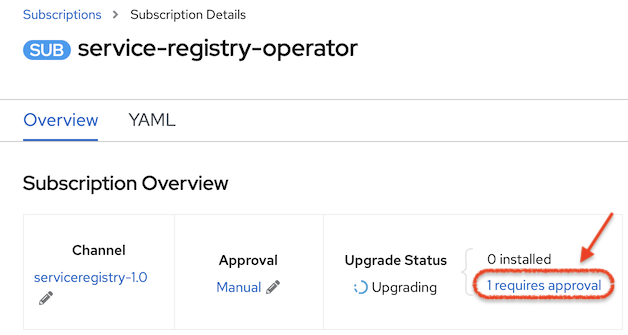 Subscriptions > Subscription Details
SUB service-registry-operator
Overview YAML
Subscription Overview
Channel
serviceregistry-1.0
Approval
Manual
Upgrade Status
Upgrading
0 installed
1 requires approval